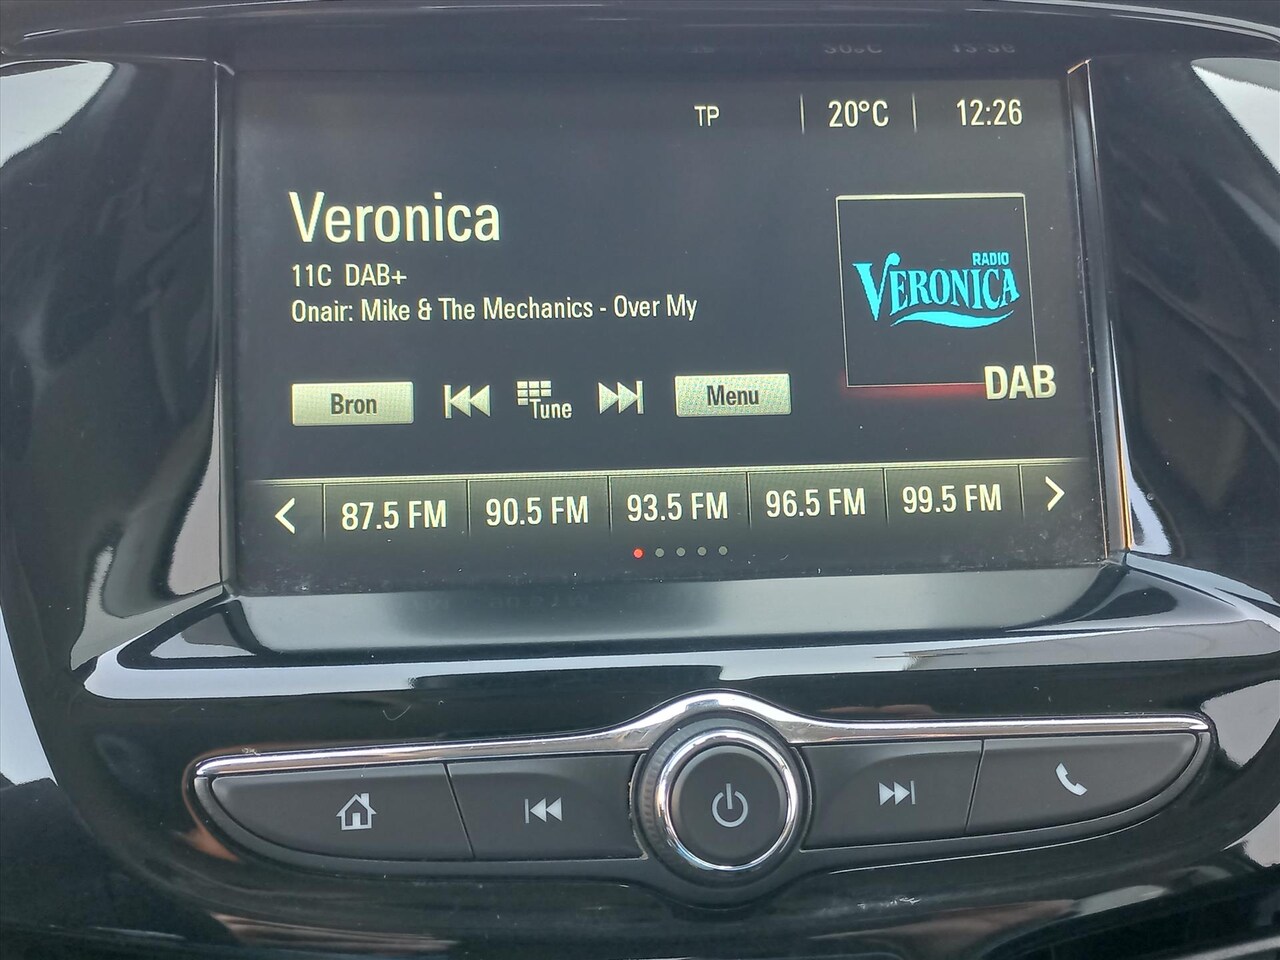 TP 20°C 12:26
Veronica
11C DAB+
Onair: Mike & The Mechanics - Over My
RADIO
VERONICA
DAB
Bron Tune Menu
87.5 FM 90.5 FM 93.5 FM 96.5 FM 99.5 FM